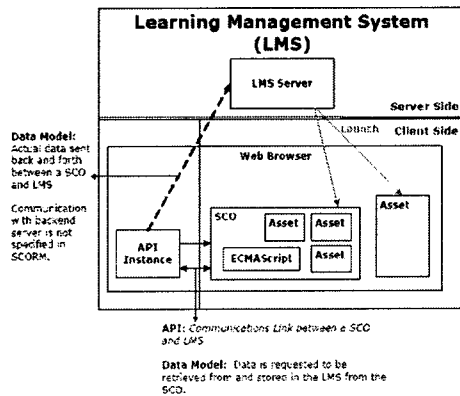 Learning Management System
(LMS)
LMS Server
Server Side
Launch
Client Side
Data Model:
Actual data sent
back and forth
between a SCO
and LMS
Communication
with backend
server is not
specified in
SCORM.
Web Browser
SCO
Asset
Asset
Asset
ECMAScript
Asset
API
Instance
API: Communications Link between a SCO
and LMS
Data Model: Data is requested to be
retrieved from and stored in the LMS from the
SCO.